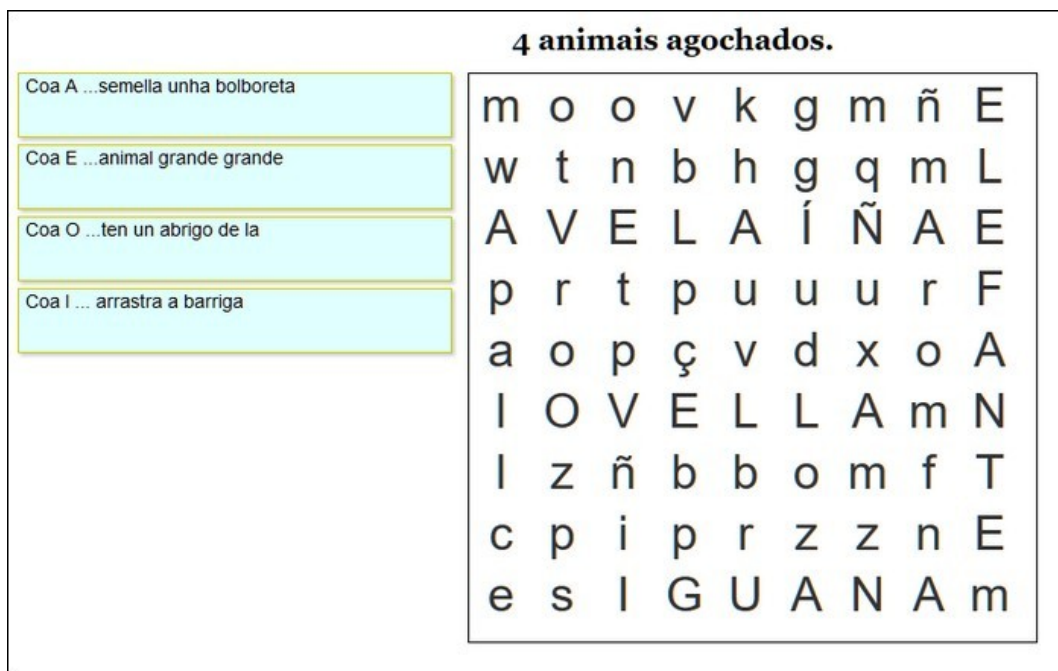 4 animais agochados.
Coa A ...semella unha bolboreta
Coa E ...animal grande grande
Coa O ...ten un abrigo de la
Coa I ... arrastra a barriga
m o o v k g m ñ E
w t n b h g q m L
A V E L A Í Ñ A E
p r t p u u u r F
a o p ç v d x o A
l O V E L L A m N
l z ñ b b o m f T
c p i p r z z n E
e s I G U A N A m